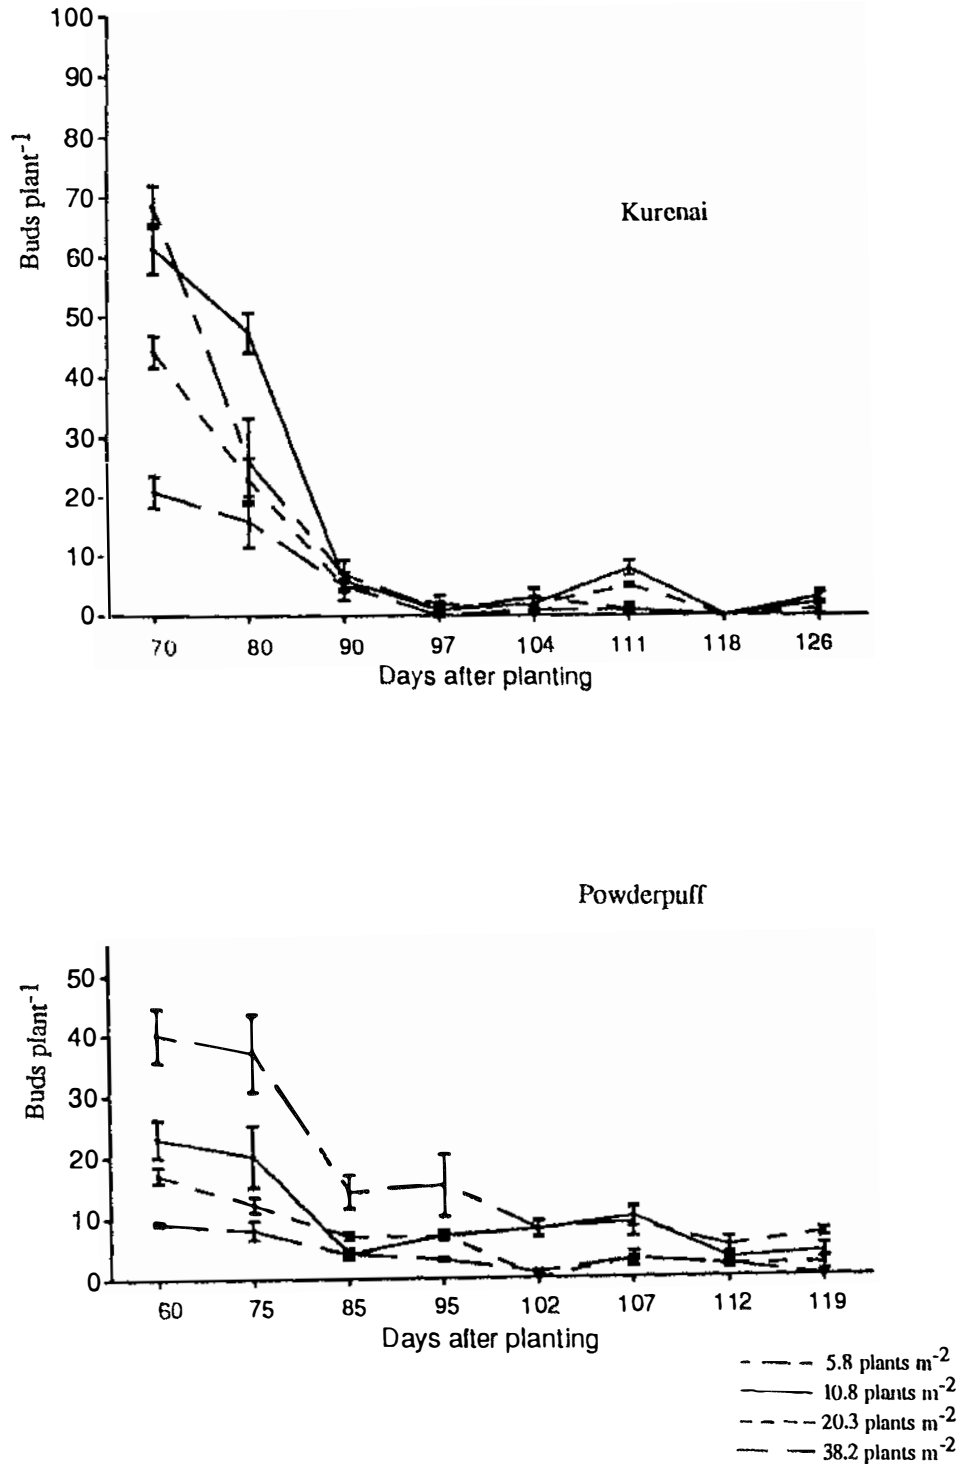 100
90
80
70
60
50
40
30
20
10
0
Buds plant⁻¹
Kurenai
70 80 90 97 104 111 118 126
Days after planting
Powderpuff
50
40
30
20
10
0
Buds plant⁻¹
60 75 85 95 102 107 112 119
Days after planting
5.8 plants m⁻²
10.8 plants m⁻²
20.3 plants m⁻²
38.2 plants m⁻²